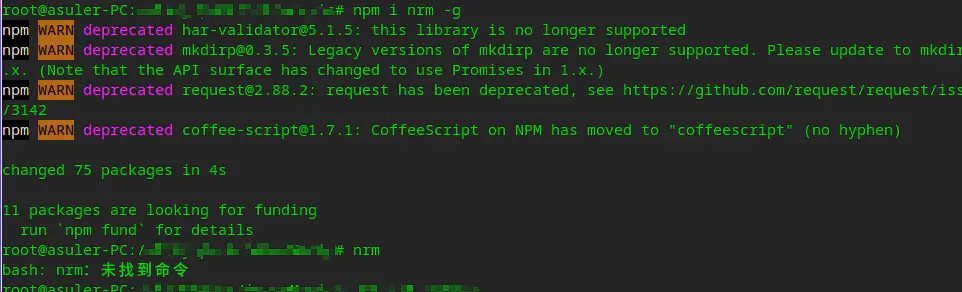 root@asuler-PC: # npm i nrm -g
npm WARN deprecated har-validator@5.1.5: this library is no longer supported
npm WARN deprecated mkdirp@0.3.5: Legacy versions of mkdirp are no longer supported. Please update to mkdir
.x. (Note that the API surface has changed to use Promises in 1.x.)
npm WARN deprecated request@2.88.2: request has been deprecated, see https://github.com/request/request/iss
/3142
npm WARN deprecated coffee-script@1.7.1: CoffeeScript on NPM has moved to "coffeescript" (no hyphen)
changed 75 packages in 4s
11 packages are looking for funding
run `npm fund` for details
root@asuler-PC:/ # nrm
bash: nrm: 未找到命令
root@asuler-PC: